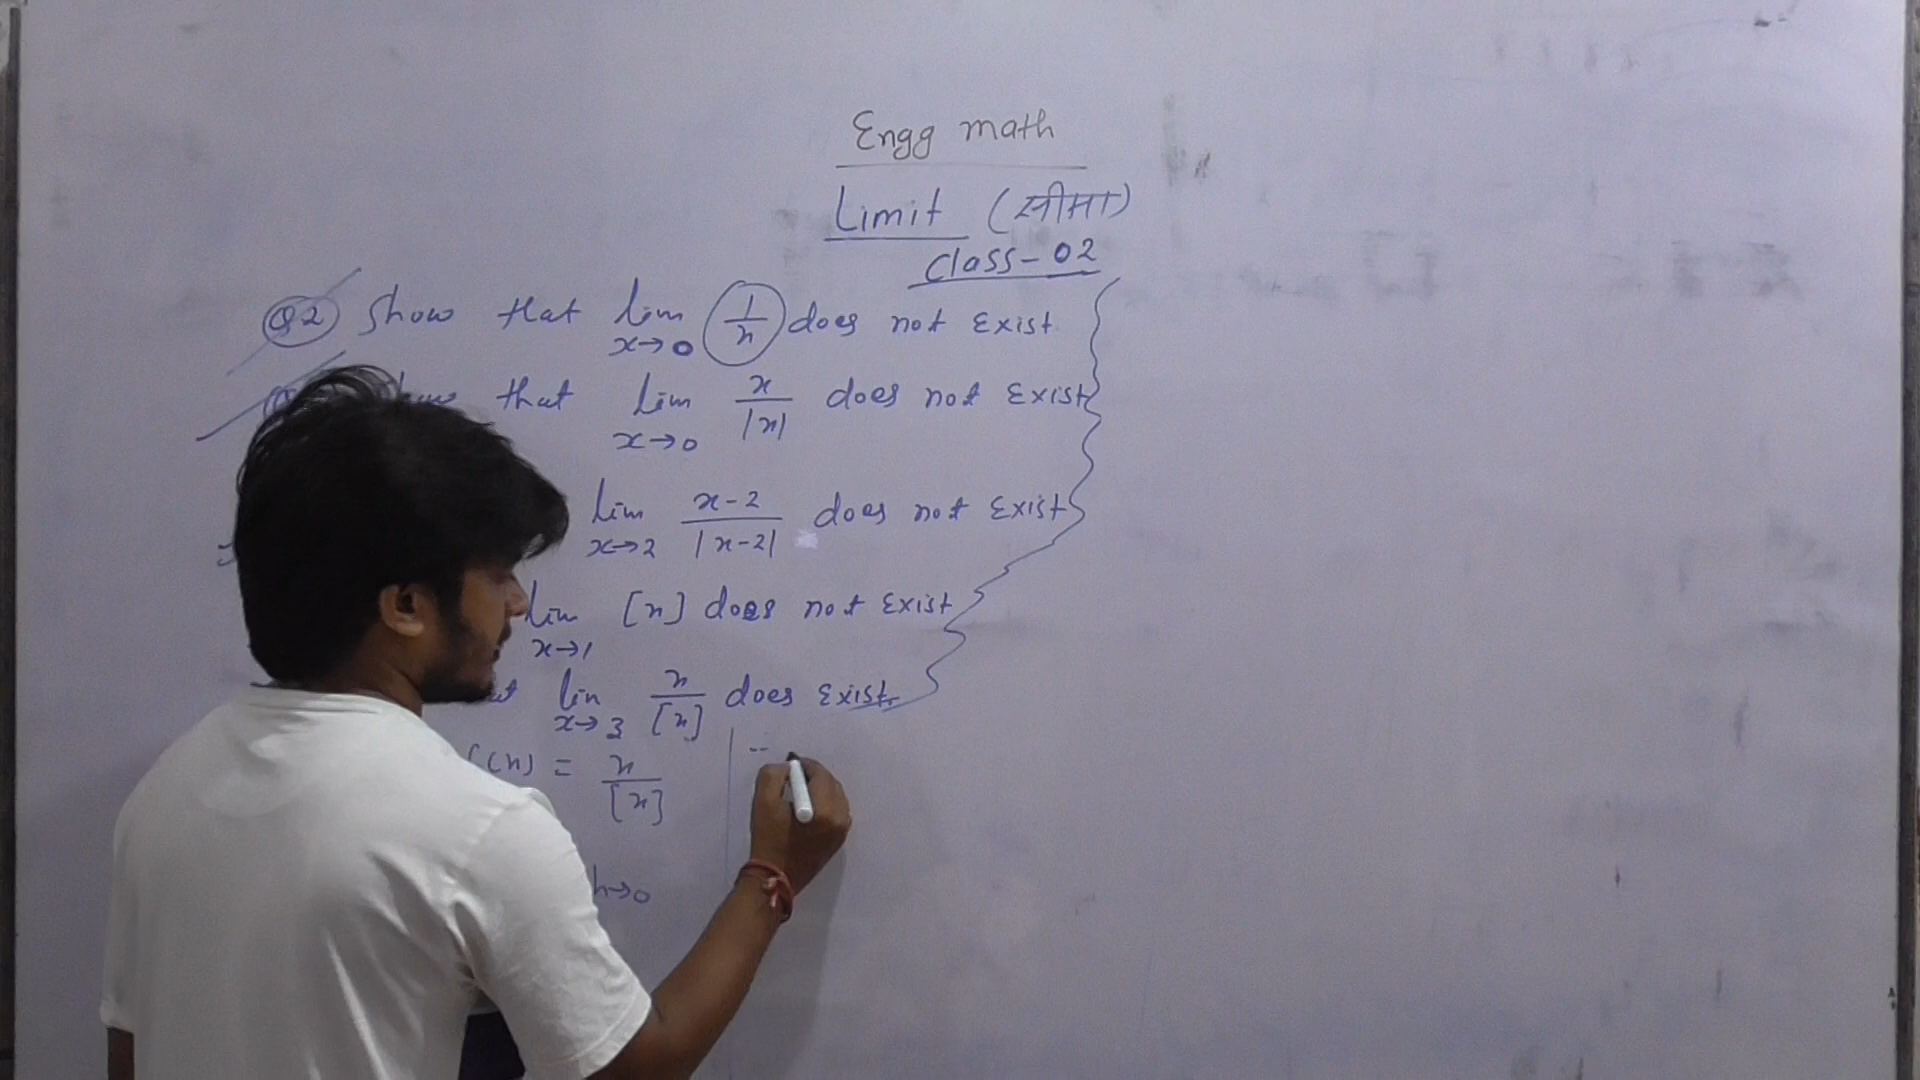 Engg math
Limit (सीमा)
Class-02
Q2 Show that lim x→0 1/x does not Exist
that lim x→0 x/|x| does not Exist
lim x→2 x-2/|x-2| does not Exist
lim x→1 [x] does not Exist
lim x→3 x/[x] does Exist
(x) = x/[x]
h→0